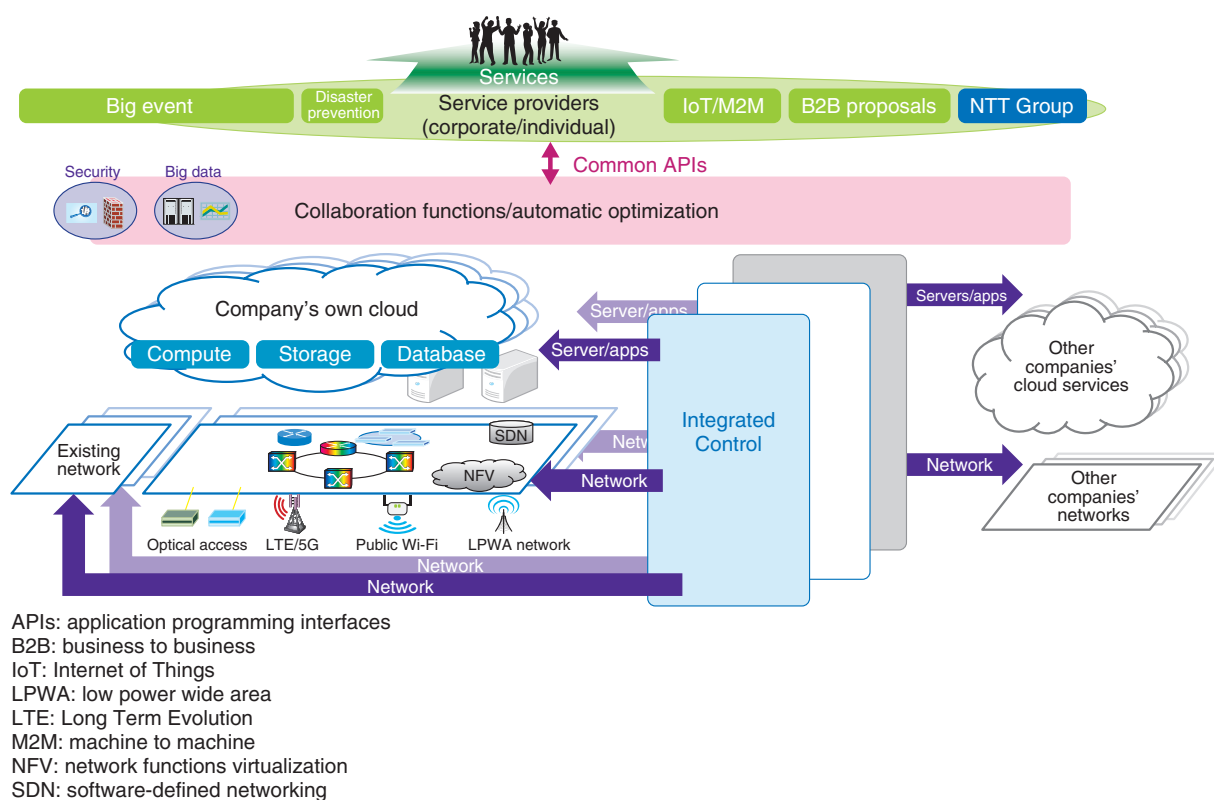 Services
Big event
Disaster
prevention
Service providers
(corporate/individual)
IoT/M2M
B2B proposals
NTT Group
Common APIs
Security
Big data
Collaboration functions/automatic optimization
Company's own cloud
Compute
Storage
Database
Server/apps
Server/apps
Servers/apps
Other
companies'
cloud services
Integrated
Control
Existing
network
SDN
NFV
Netw
Network
Network
Other
companies'
networks
Optical access
LTE/5G
Public Wi-Fi
LPWA network
Network
Network
APIs: application programming interfaces
B2B: business to business
IoT: Internet of Things
LPWA: low power wide area
LTE: Long Term Evolution
M2M: machine to machine
NFV: network functions virtualization
SDN: software-defined networking